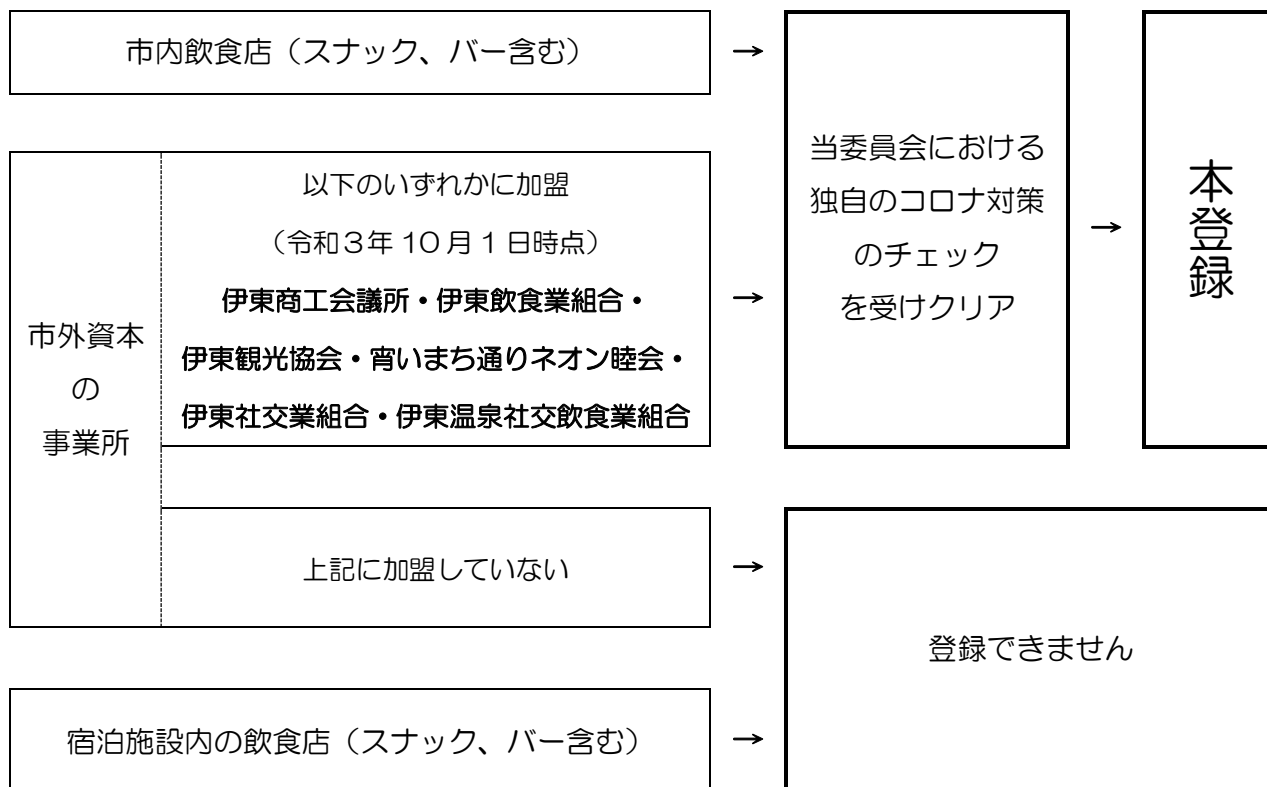 市内飲食店（スナック、バー含む）
→
当委員会における
独自のコロナ対策
のチェック
を受けクリア
→
本登録
市外資本
の
事業所
以下のいずれかに加盟
（令和３年 10 月 1 日時点）
伊東商工会議所・伊東飲食業組合・
伊東観光協会・宵いまち通りネオン睦会・
伊東社交業組合・伊東温泉社交飲食業組合
→
上記に加盟していない
→
登録できません
宿泊施設内の飲食店（スナック、バー含む）
→